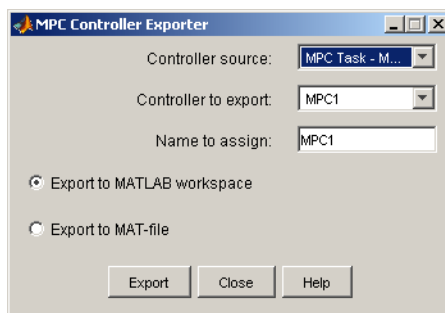 MPC Controller Exporter
Controller source: MPC Task - M...
Controller to export: MPC1
Name to assign: MPC1
Export to MATLAB workspace
Export to MAT-file
Export Close Help